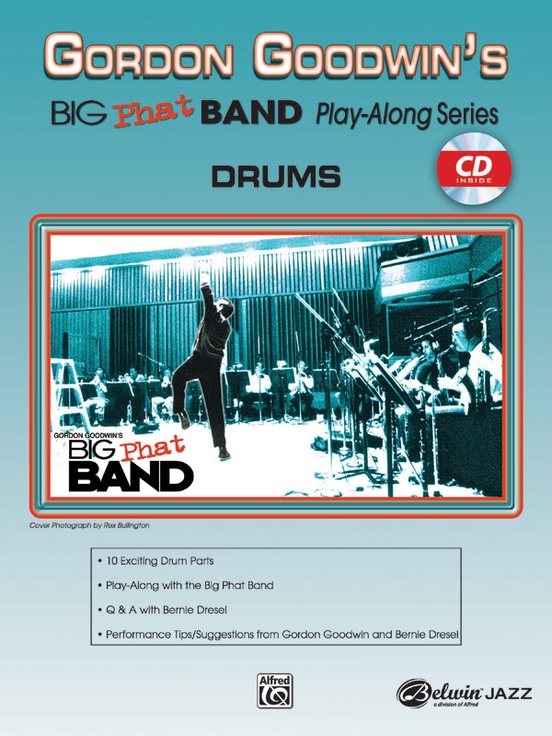 GORDON GOODWIN'S
BIG Phat BAND Play-Along Series
DRUMS
CD
INSIDE
GORDON GOODWIN'S
BIG Phat
BAND
Cover Photograph by Rex Bullington
• 10 Exciting Drum Parts
• Play-Along with the Big Phat Band
• Q & A with Bernie Dresel
• Performance Tips/Suggestions from Gordon Goodwin and Bernie Dresel
Alfred
Belwin JAZZ
a division of Alfred